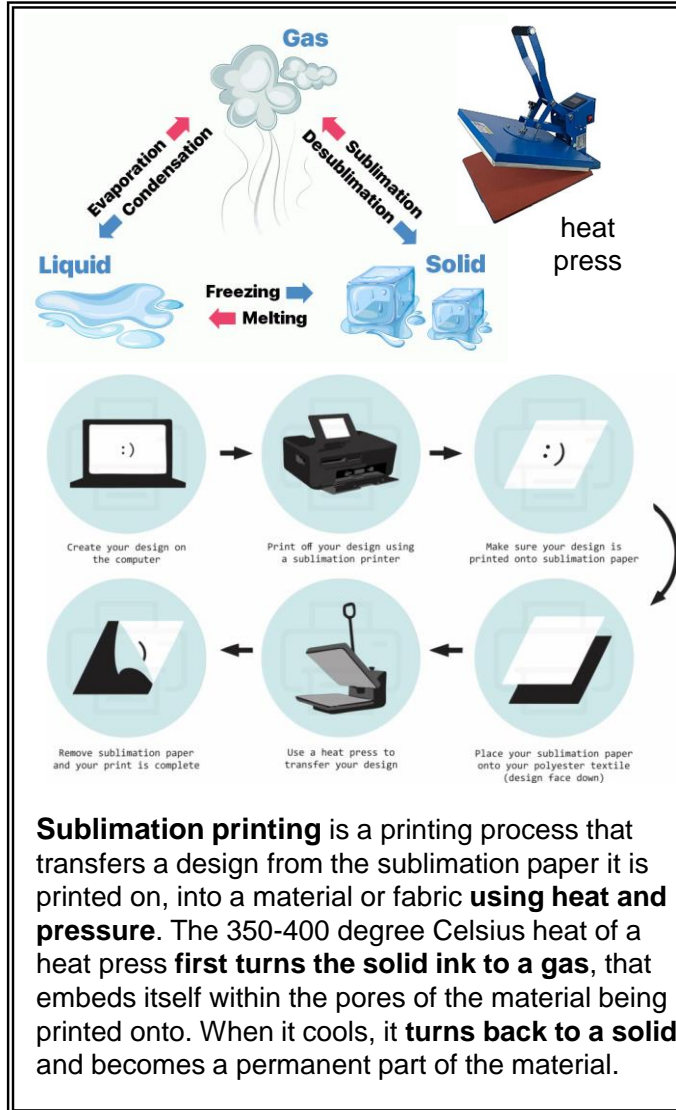 Gas
Evaporation
Condensation
Sublimation
Desublimation
heat
press
Liquid
Solid
Freezing
Melting
:)
:)
Create your design on
the computer
Print off your design using
a sublimation printer
Make sure your design is
printed onto sublimation paper
Remove sublimation paper
and your print is complete
Use a heat press to
transfer your design
Place your sublimation paper
onto your polyester textile
(design face down)
Sublimation printing is a printing process that
transfers a design from the sublimation paper it is
printed on, into a material or fabric using heat and
pressure. The 350-400 degree Celsius heat of a
heat press first turns the solid ink to a gas, that
embeds itself within the pores of the material being
printed onto. When it cools, it turns back to a solid
and becomes a permanent part of the material.